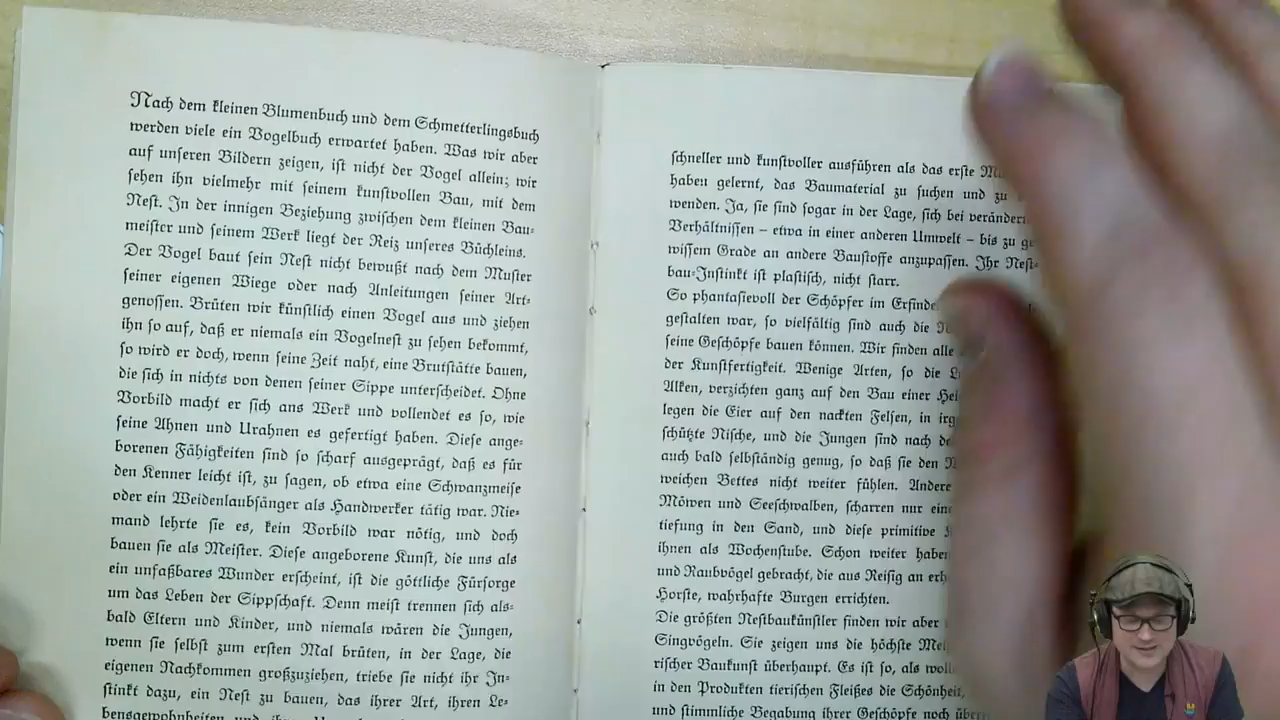 Nach dem kleinen Blumenbuch und dem Schmetterlingsbuch
werden viele ein Vogelbuch erwartet haben. Was wir aber
auf unseren Bildern zeigen, ist nicht der Vogel allein; wir
sehen ihn vielmehr mit seinem kunstvollen Bau, mit dem
Nest. In der innigen Beziehung zwischen dem kleinen Bau-
meister und seinem Werk liegt der Reiz unseres Büchleins.
Der Vogel baut sein Nest nicht bewußt nach dem Muster
seiner eigenen Wiege oder nach Anleitungen seiner Art-
genossen. Brüten wir künstlich einen Vogel aus und ziehen
ihn so auf, daß er niemals ein Vogelnest zu sehen bekommt,
so wird er doch, wenn seine Zeit naht, eine Brutstätte bauen,
die sich in nichts von denen seiner Sippe unterscheidet. Ohne
Vorbild macht er sich ans Werk und vollendet es so, wie
seine Ahnen und Urahnen es gefertigt haben. Diese ange-
borenen Fähigkeiten sind so scharf ausgeprägt, daß es für
den Kenner leicht ist, zu sagen, ob etwa eine Schwanzmeise
oder ein Weidenlaubsänger als Handwerker tätig war. Nie-
mand lehrte sie es, kein Vorbild war nötig, und doch
bauen sie als Meister. Diese angeborene Kunst, die uns als
ein unfaßbares Wunder erscheint, ist die göttliche Fürsorge
um das Leben der Sippschaft. Denn meist trennen sich als-
bald Eltern und Kinder, und niemals wären die Jungen,
wenn sie selbst zum ersten Mal brüten, in der Lage, die
eigenen Nachkommen großzuziehen, triebe sie nicht ihr In-
stinkt dazu, ein Nest zu bauen, das ihrer Art, ihren Le-
bensgewohnheiten und
schneller und kunstvoller ausführen als das erste
haben gelernt, das Baumaterial zu suchen und zu
wenden. Ja, sie sind sogar in der Lage, sich bei
Verhältnissen – etwa in einer anderen Umwelt – bis zu
wissem Grade an andere Baustoffe anzupassen. Ihr Nest-
bau-Instinkt ist plastisch, nicht starr.
So phantasievoll der Schöpfer im
gestalten war, so vielfältig sind auch die
seine Geschöpfe bauen können. Wir finden alle
der Kunstfertigkeit. Wenige Arten, so die
Alken, verzichten ganz auf den Bau einer
legen die Eier auf den nackten Felsen, in
schützte Nische, und die Jungen sind nach
auch bald selbständig genug, so daß sie den
weichen Bettes nicht weiter fühlen. Andere
Möwen und Seeschwalben, scharren nur
tiefung in den Sand, und diese primitive
ihnen als Wochenstube. Schon weiter haben
und Raubvögel gebracht, die aus Reisig an
Horste, wahrhafte Burgen errichten.
Die größten Nestbaukünstler finden wir aber
Singvögeln. Sie zeigen uns die höchste
rischer Baukunst überhaupt. Es ist so, als
in den Produkten tierischen Fleißes die Schönheit,
und stimmliche Begabung ihrer Geschöpfe noch